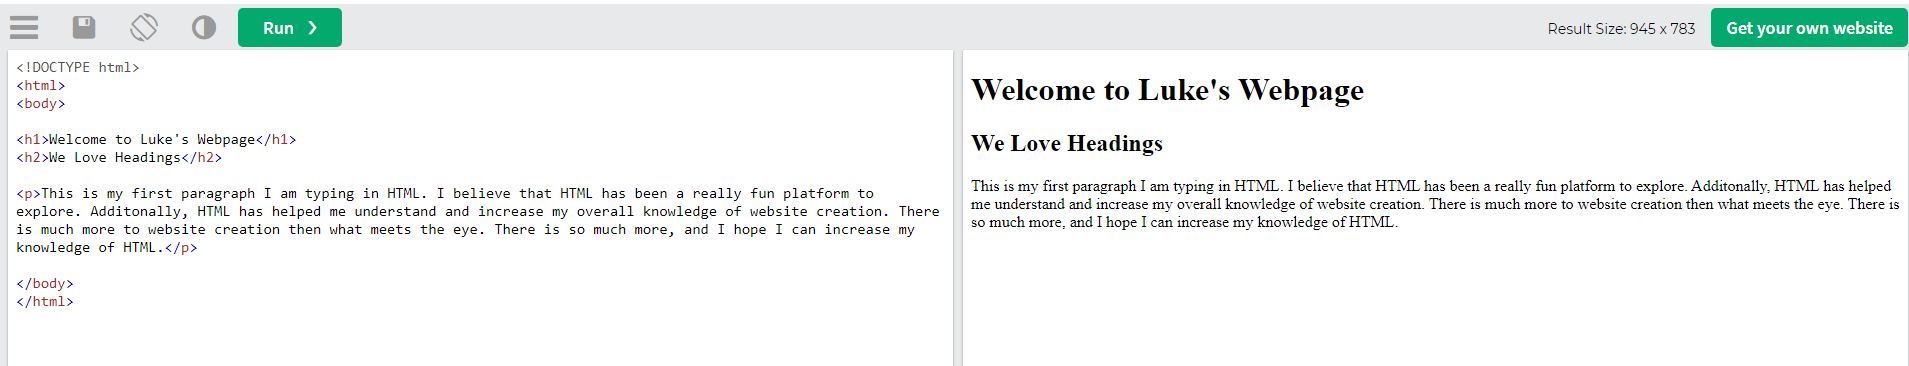 Run ❯
Result Size: 945 x 783
Get your own website
<!DOCTYPE html>
<html>
<body>
<h1>Welcome to Luke's Webpage</h1>
<h2>We Love Headings</h2>
<p>This is my first paragraph I am typing in HTML. I believe that HTML has been a really fun platform to
explore. Additonally, HTML has helped me understand and increase my overall knowledge of website creation. There
is much more to website creation then what meets the eye. There is so much more, and I hope I can increase my
knowledge of HTML.</p>
</body>
</html>
Welcome to Luke's Webpage
We Love Headings
This is my first paragraph I am typing in HTML. I believe that HTML has been a really fun platform to explore. Additonally, HTML has helped
me understand and increase my overall knowledge of website creation. There is much more to website creation then what meets the eye. There is
so much more, and I hope I can increase my knowledge of HTML.